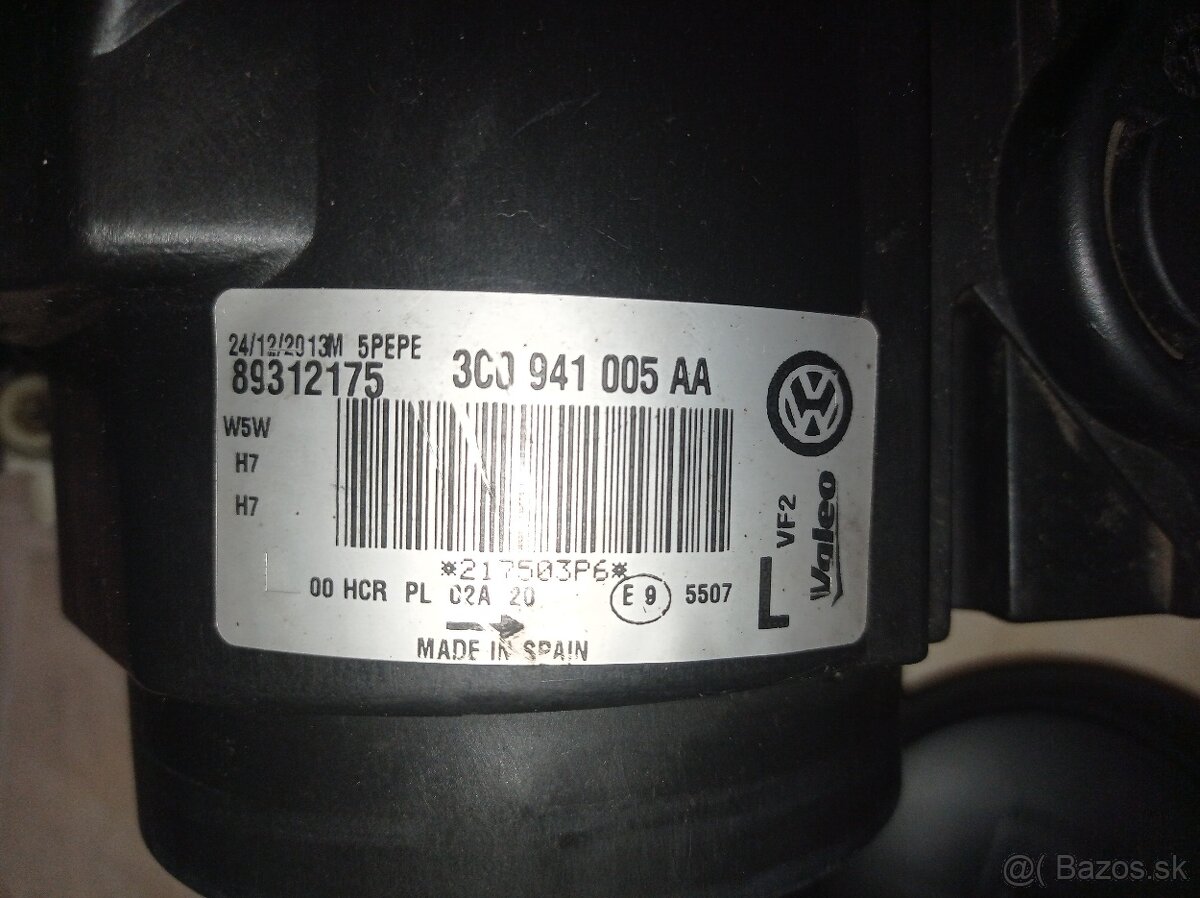 24/12/2013M 5PEPE
89312175
3C0 941 005 AA
W5W
H7
H7
VF2
Valeo
L
*217503P6*
00 HCR PL 02A 20
E 9
5507
MADE IN SPAIN
@( Bazos.sk